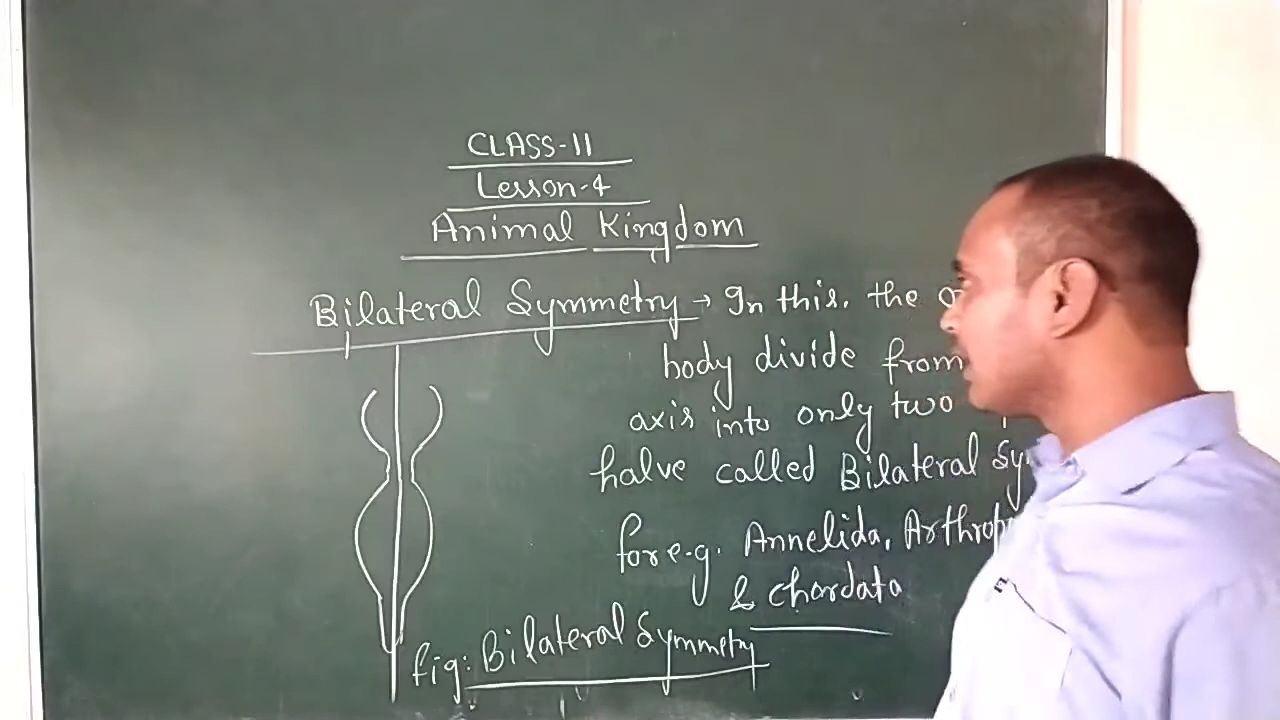 CLASS-11
Lesson-4
Animal Kingdom
Bilateral Symmetry → In this. the
body divide from
axis into only two
halve called Bilateral
for e.g. Annelida,
& chordata
fig: Bilateral Symmetry